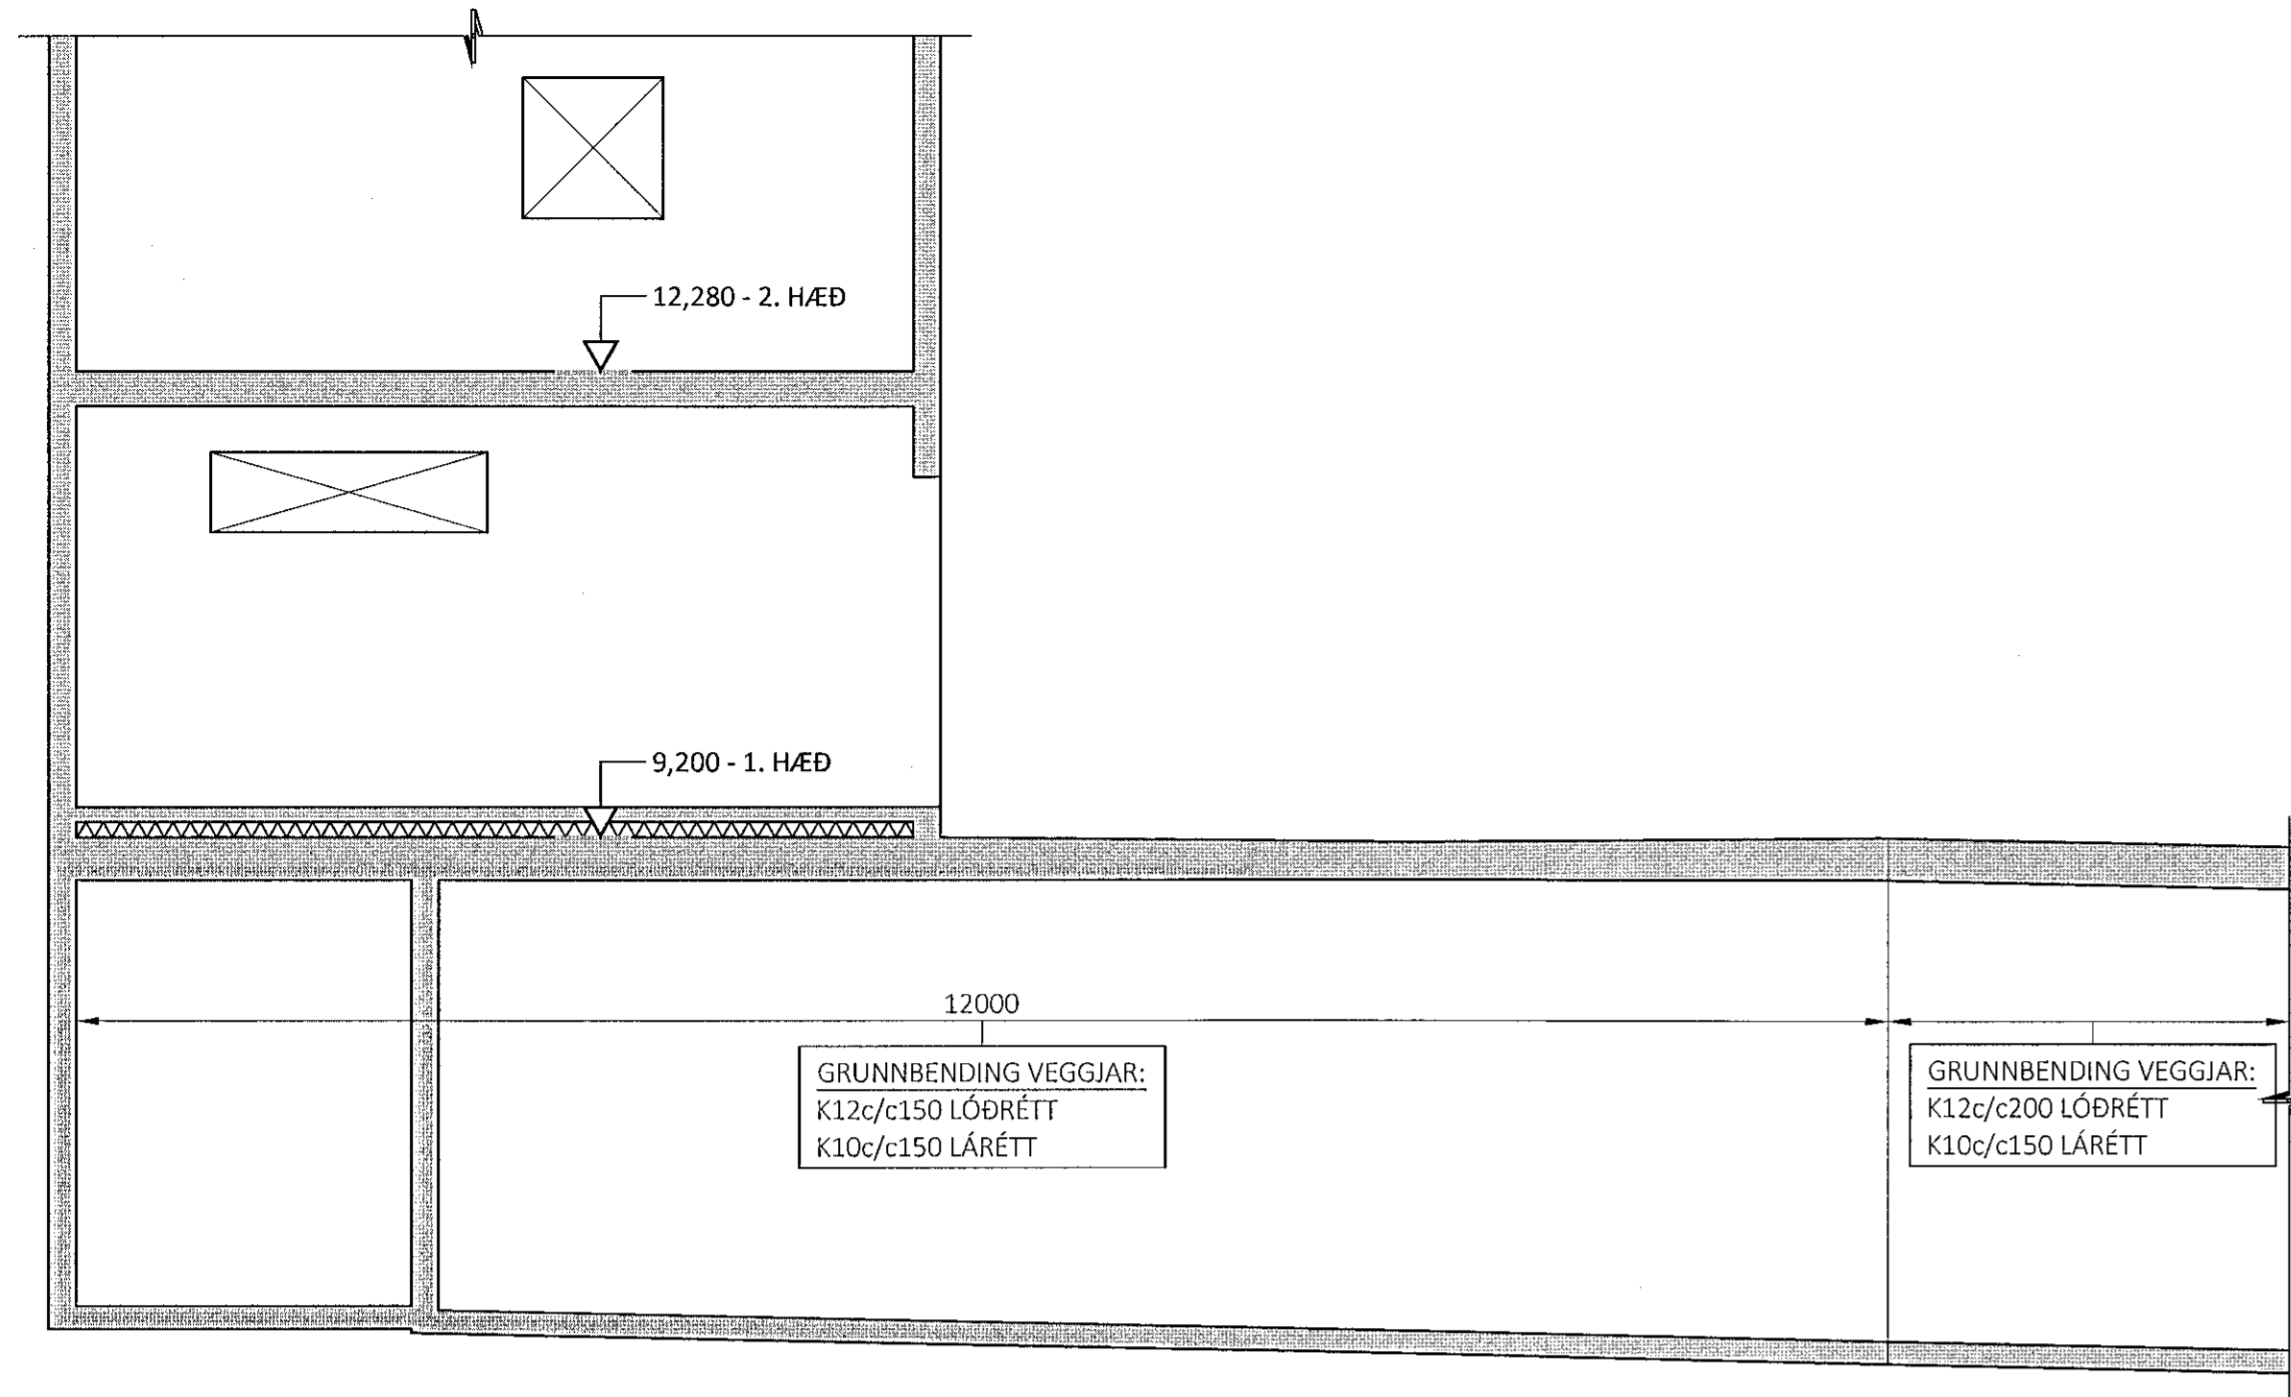 12,280 - 2. HÆÐ
9,200 - 1. HÆÐ
12000
GRUNNBENDING VEGGJAR:
K12c/c150 LÓÐRÉTT
K10c/c150 LÁRÉTT
GRUNNBENDING VEGGJAR:
K12c/c200 LÓÐRÉTT
K10c/c150 LÁRÉTT